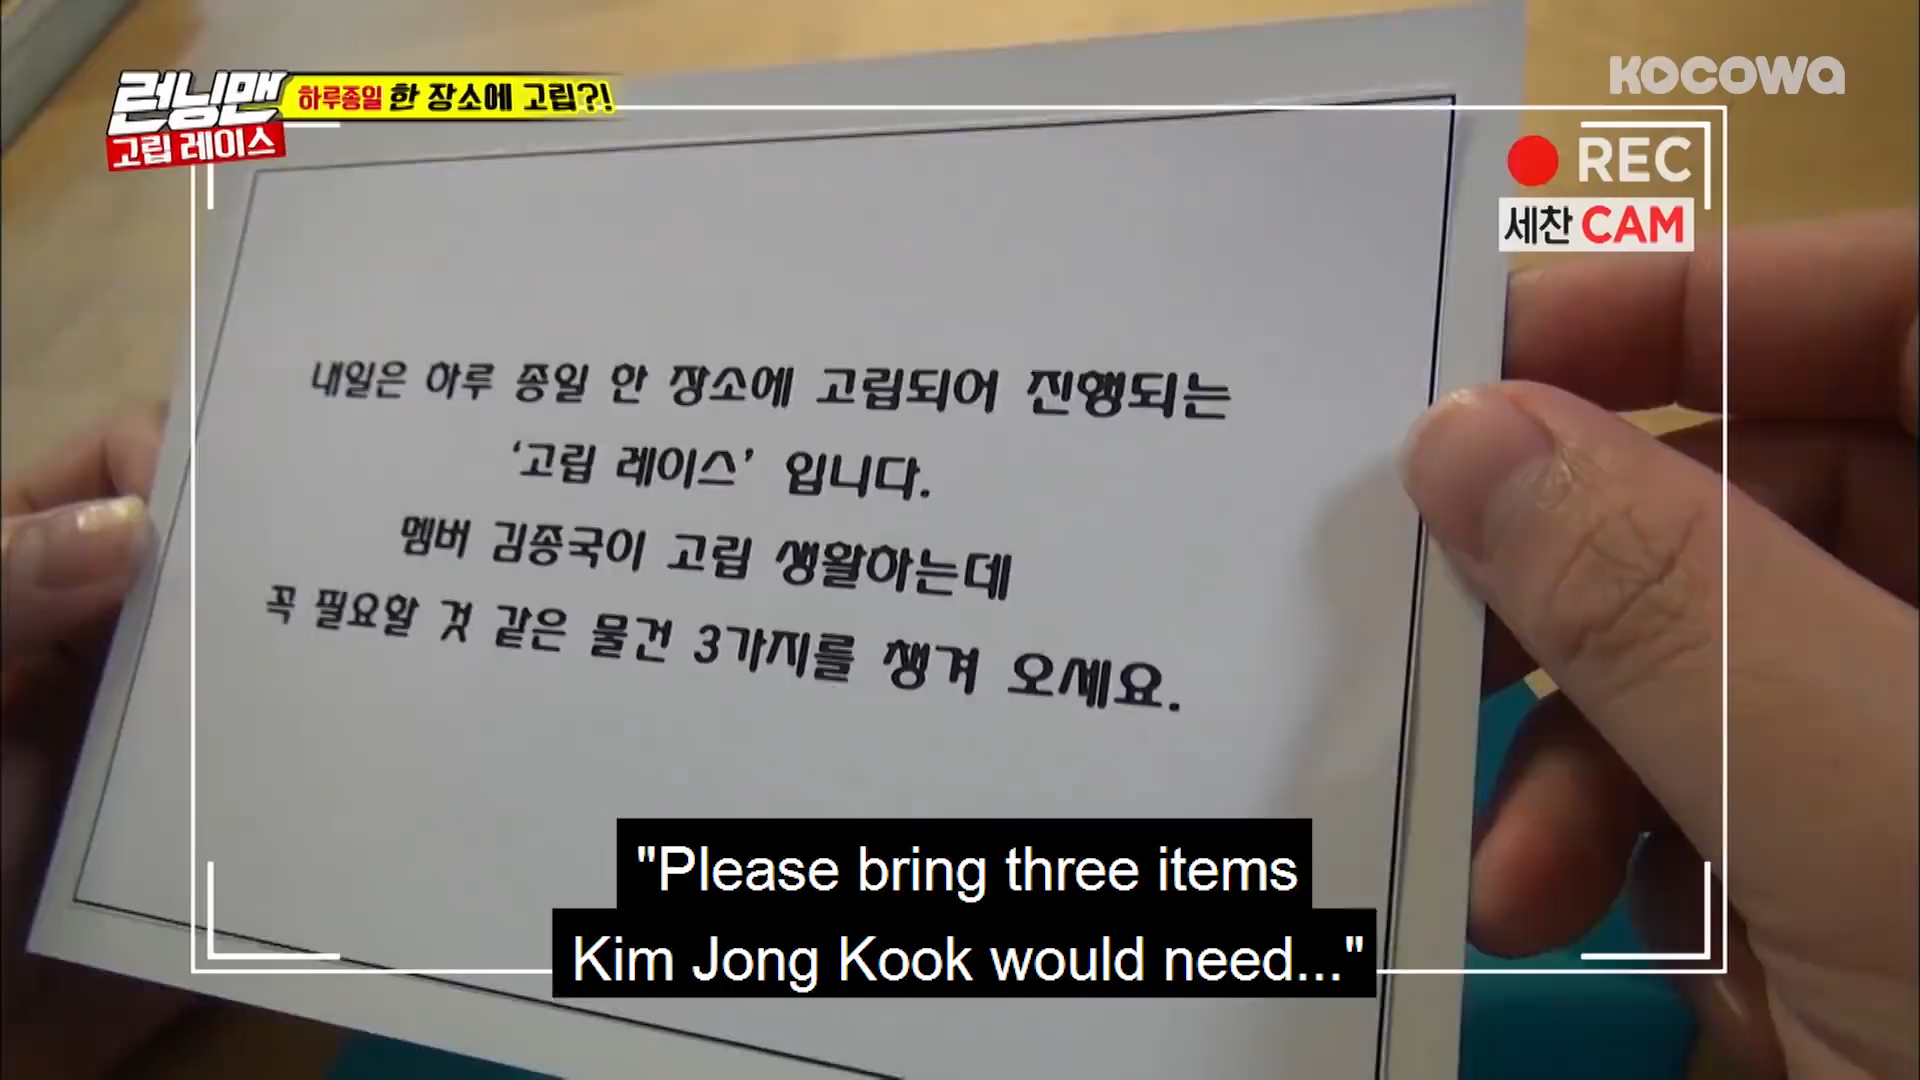 런닝맨
고립 레이스
하루종일 한 장소에 고립?!
KOCOWA
REC
세찬 CAM
내일은 하루 종일 한 장소에 고립되어 진행되는
‘고립 레이스’ 입니다.
멤버 김종국이 고립 생활하는데
꼭 필요할 것 같은 물건 3가지를 챙겨 오세요.
"Please bring three items
Kim Jong Kook would need..."